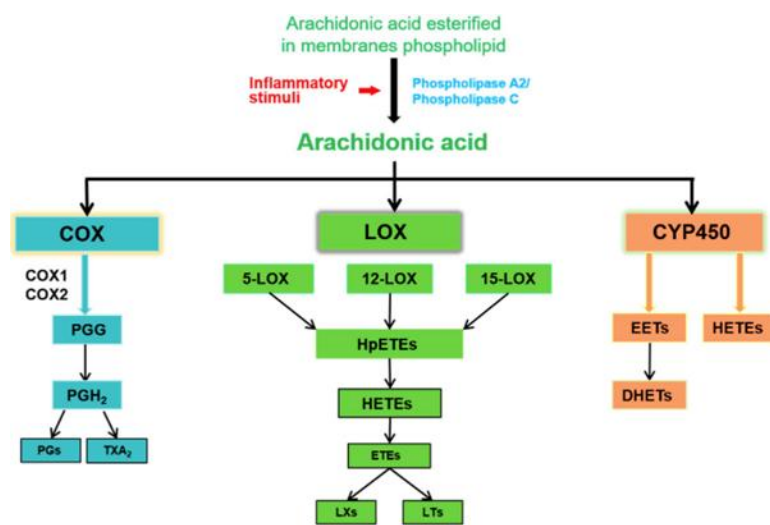 Arachidonic acid esterified
in membranes phospholipid
Inflammatory
stimuli
Phospholipase A2/
Phospholipase C
Arachidonic acid
COX
LOX
CYP450
COX1
COX2
5-LOX
12-LOX
15-LOX
PGG
HpETEs
EETs
HETEs
PGH₂
HETEs
DHETs
PGs
TXA₂
ETEs
LXs
LTs